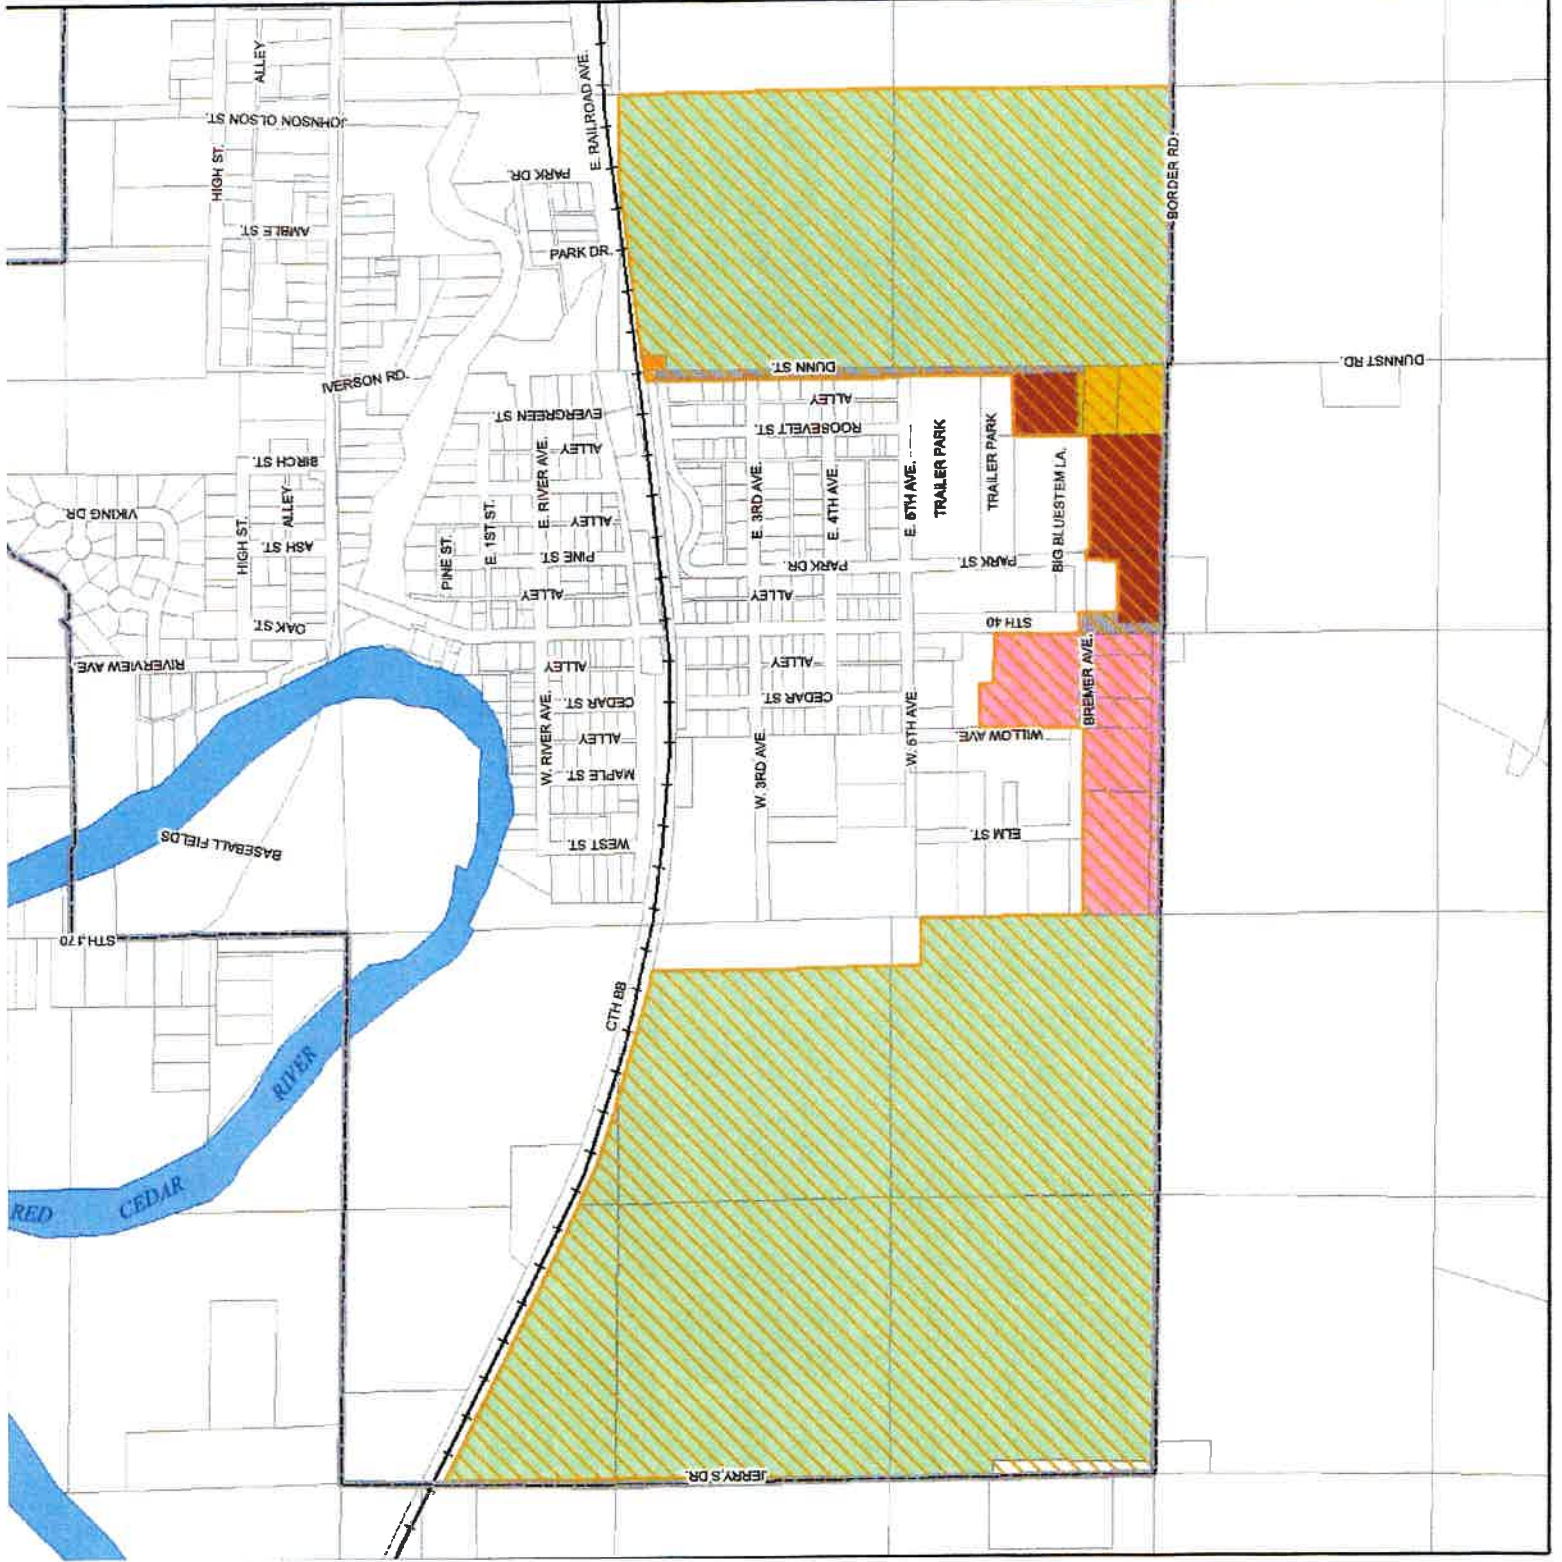 ALLEY
E. RAILROAD AVE.
JOHNSON OLSON ST.
HIGH ST.
PARK DR.
BORDER RD.
AMBLE ST.
PARK DR.
DUNN ST.
DUNNST RD.
IVERSON RD.
ALLEY
EVERGREEN ST.
ROOSEVELT ST.
ALLEY
BIRCH ST.
E. RIVER AVE.
TRAILER PARK
TRAILER PARK
BIG BLUESTEM LA.
E. 3RD AVE.
E. 4TH AVE.
E. 5TH AVE.
VIKING DR.
ALLEY
ALLEY
HIGH ST.
ASH ST.
PINE ST.
E. 1ST ST.
PINE ST.
PARK DR.
PARK ST.
ALLEY
ALLEY
OAK ST.
STH 40
RIVERVIEW AVE.
ALLEY
ALLEY
BREMER AVE.
CEDAR ST.
CEDAR ST.
W. RIVER AVE.
ALLEY
W. 5TH AVE.
WILLOW AVE.
W. 3RD AVE.
MAPLE ST.
BASEBALL FIELDS
WEST ST.
ELM ST.
STH 170
CTH BB
RED CEDAR RIVER
JERRY,S DR.